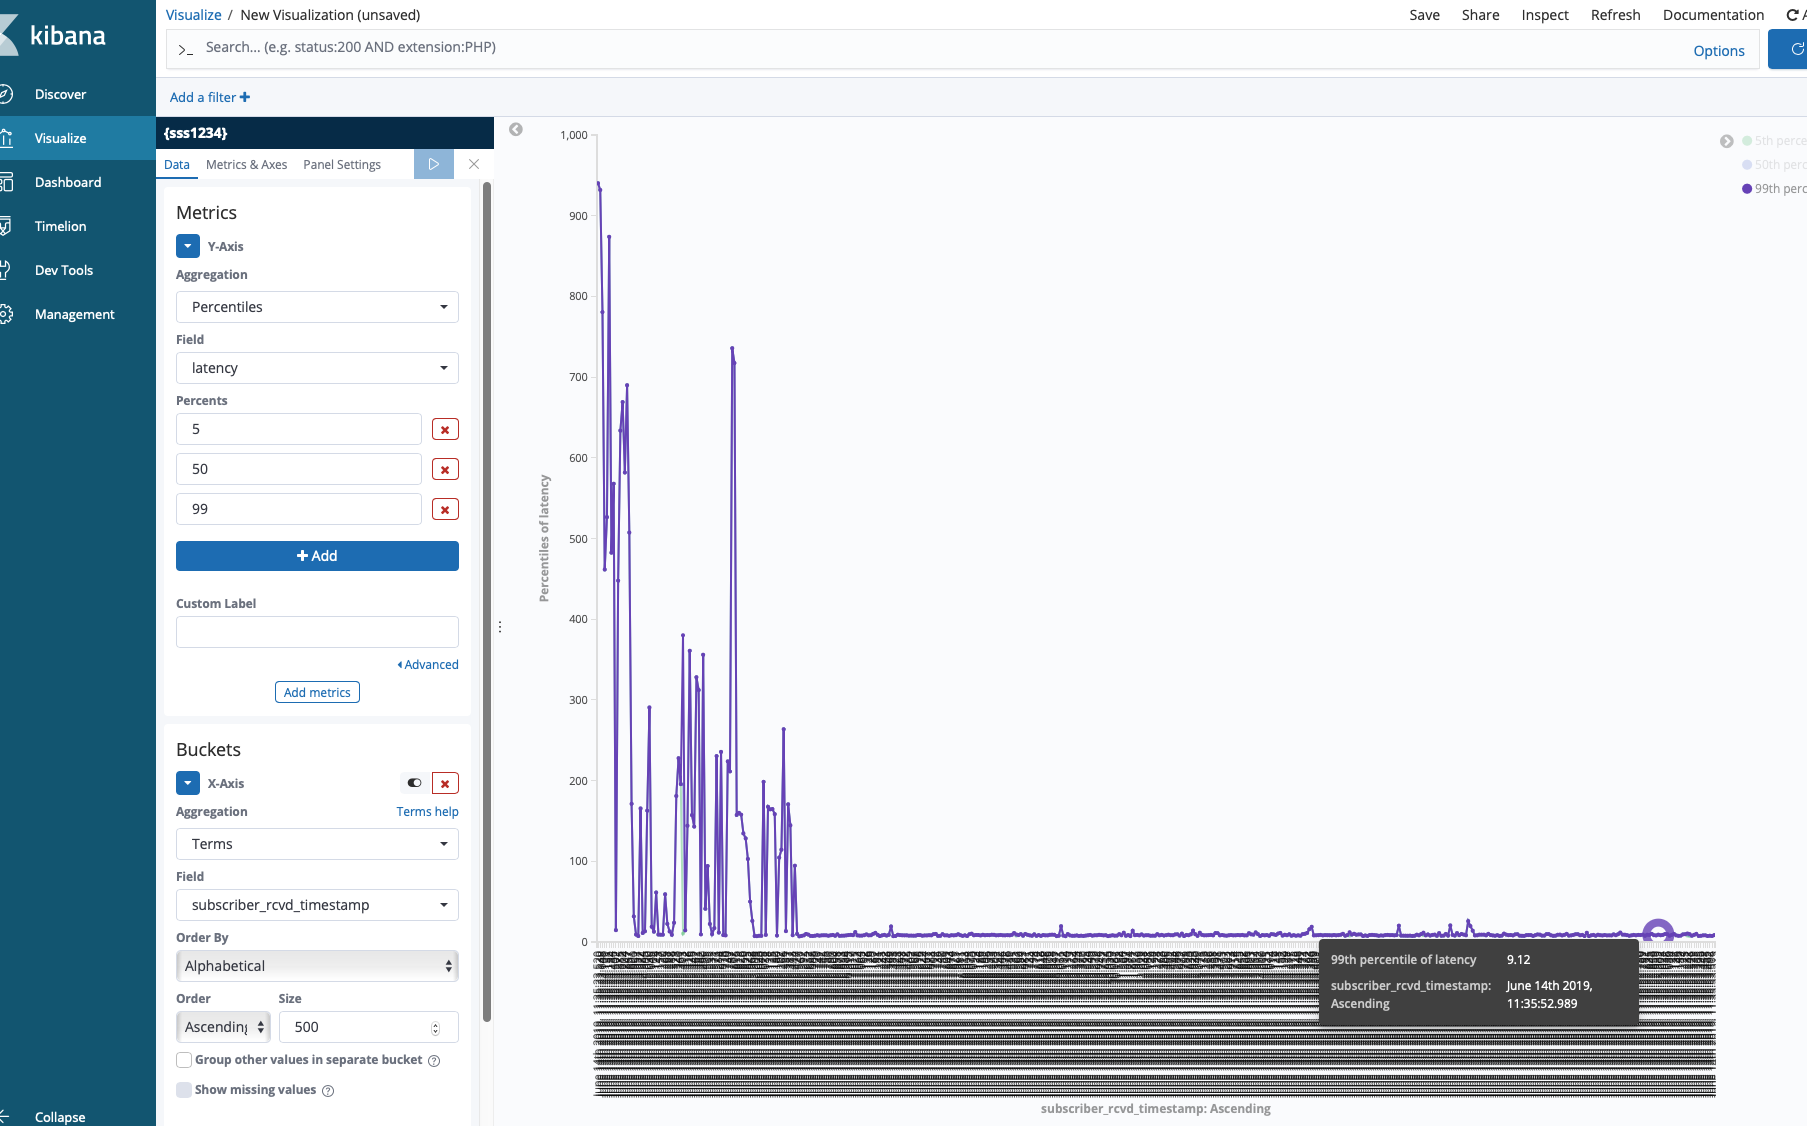 kibana
Discover
Visualize
Dashboard
Timelion
Dev Tools
Management
Collapse
Visualize / New Visualization (unsaved)
Save Share Inspect Refresh Documentation
>_ Search... (e.g. status:200 AND extension:PHP)
Options
Add a filter +
{sss1234}
Data Metrics & Axes Panel Settings
Metrics
Y-Axis
Aggregation
Percentiles
Field
latency
Percents
5
50
99
+ Add
Custom Label
Advanced
Add metrics
Buckets
X-Axis
Aggregation Terms help
Terms
Field
subscriber_rcvd_timestamp
Order By
Alphabetical
Order Size
Ascending 500
Group other values in separate bucket ?
Show missing values ?
1,000
900
800
700
600
500
400
300
200
100
0
Percentiles of latency
5th perce
50th perc
99th perc
99th percentile of latency 9.12
subscriber_rcvd_timestamp: June 14th 2019,
Ascending 11:35:52.989
subscriber_rcvd_timestamp: Ascending